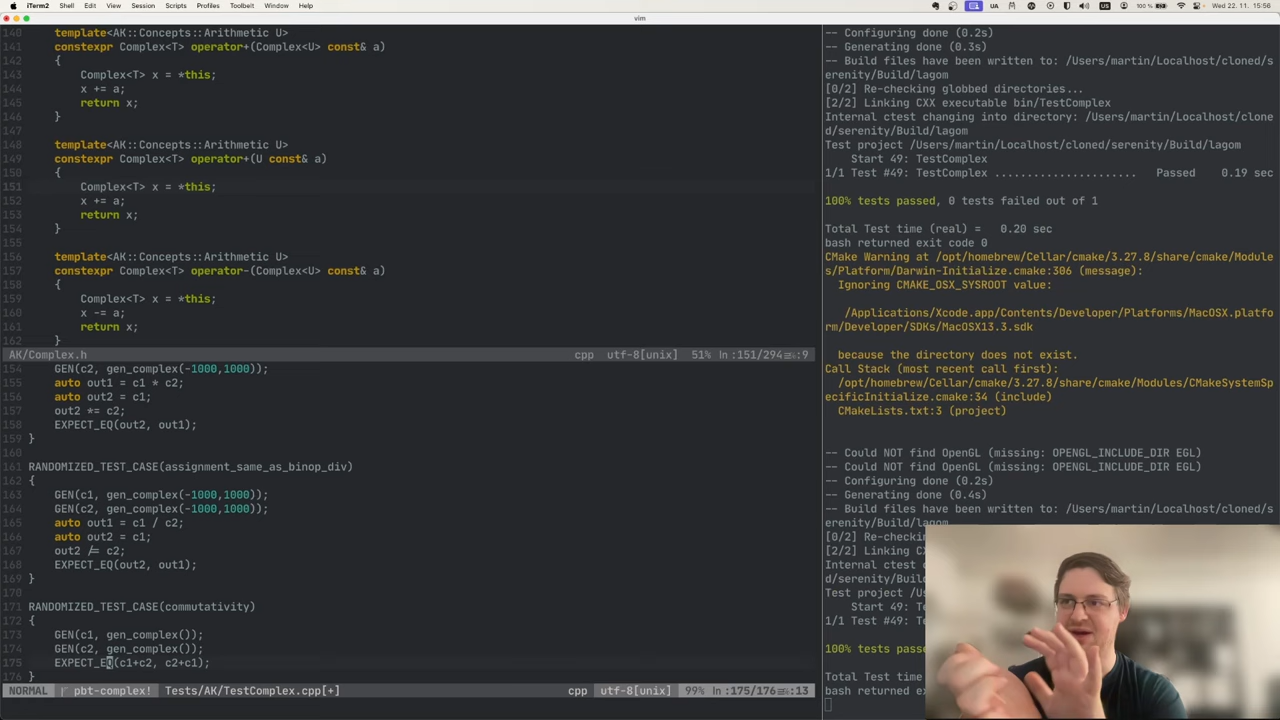 iTerm2 Shell Edit View Session Scripts Profiles Toolbelt Window Help UA US 100 % Wed 22. 11. 15:56
vim
140 template<AK::Concepts::Arithmetic U>
141 constexpr Complex<T> operator+(Complex<U> const& a)
142 {
143 Complex<T> x = *this;
144 x += a;
145 return x;
146 }
147
148 template<AK::Concepts::Arithmetic U>
149 constexpr Complex<T> operator+(U const& a)
150 {
151 Complex<T> x = *this;
152 x += a;
153 return x;
154 }
155
156 template<AK::Concepts::Arithmetic U>
157 constexpr Complex<T> operator-(Complex<U> const& a)
158 {
159 Complex<T> x = *this;
160 x -= a;
161 return x;
162 }
AK/Complex.h cpp utf-8[unix] 51% ln:151/294≡%:9
154 GEN(c2, gen_complex(-1000,1000));
155 auto out1 = c1 * c2;
156 auto out2 = c1;
157 out2 *= c2;
158 EXPECT_EQ(out2, out1);
159 }
160
161 RANDOMIZED_TEST_CASE(assignment_same_as_binop_div)
162 {
163 GEN(c1, gen_complex(-1000,1000));
164 GEN(c2, gen_complex(-1000,1000));
165 auto out1 = c1 / c2;
166 auto out2 = c1;
167 out2 /= c2;
168 EXPECT_EQ(out2, out1);
169 }
170
171 RANDOMIZED_TEST_CASE(commutativity)
172 {
173 GEN(c1, gen_complex());
174 GEN(c2, gen_complex());
175 EXPECT_EQ(c1+c2, c2+c1);
176 }
NORMAL pbt-complex! Tests/AK/TestComplex.cpp[+] cpp utf-8[unix] 99% ln:175/176≡%:13
-- Configuring done (0.2s)
-- Generating done (0.3s)
-- Build files have been written to: /Users/martin/Localhost/cloned/s
erenity/Build/lagom
[0/2] Re-checking globbed directories...
[2/2] Linking CXX executable bin/TestComplex
Internal ctest changing into directory: /Users/martin/Localhost/clone
d/serenity/Build/lagom
Test project /Users/martin/Localhost/cloned/serenity/Build/lagom
Start 49: TestComplex
1/1 Test #49: TestComplex ...................... Passed 0.19 sec
100% tests passed, 0 tests failed out of 1
Total Test time (real) = 0.20 sec
bash returned exit code 0
CMake Warning at /opt/homebrew/Cellar/cmake/3.27.8/share/cmake/Module
s/Platform/Darwin-Initialize.cmake:306 (message):
Ignoring CMAKE_OSX_SYSROOT value:
/Applications/Xcode.app/Contents/Developer/Platforms/MacOSX.platfo
rm/Developer/SDKs/MacOSX13.3.sdk
because the directory does not exist.
Call Stack (most recent call first):
/opt/homebrew/Cellar/cmake/3.27.8/share/cmake/Modules/CMakeSystemSp
ecificInitialize.cmake:34 (include)
CMakeLists.txt:3 (project)
-- Could NOT find OpenGL (missing: OPENGL_INCLUDE_DIR EGL)
-- Could NOT find OpenGL (missing: OPENGL_INCLUDE_DIR EGL)
-- Configuring done (0.2s)
-- Generating done (0.4s)
-- Build files have been written to: /Users/martin/Localhost/cloned/s
erenity/Build/lagom
[0/2] Re-checkin
[2/2] Linking CX
Internal ctest c
d/serenity/Build
Test project /Us
Start 49: Te
1/1 Test #49: Te
100% tests passe
Total Test time
bash returned ex